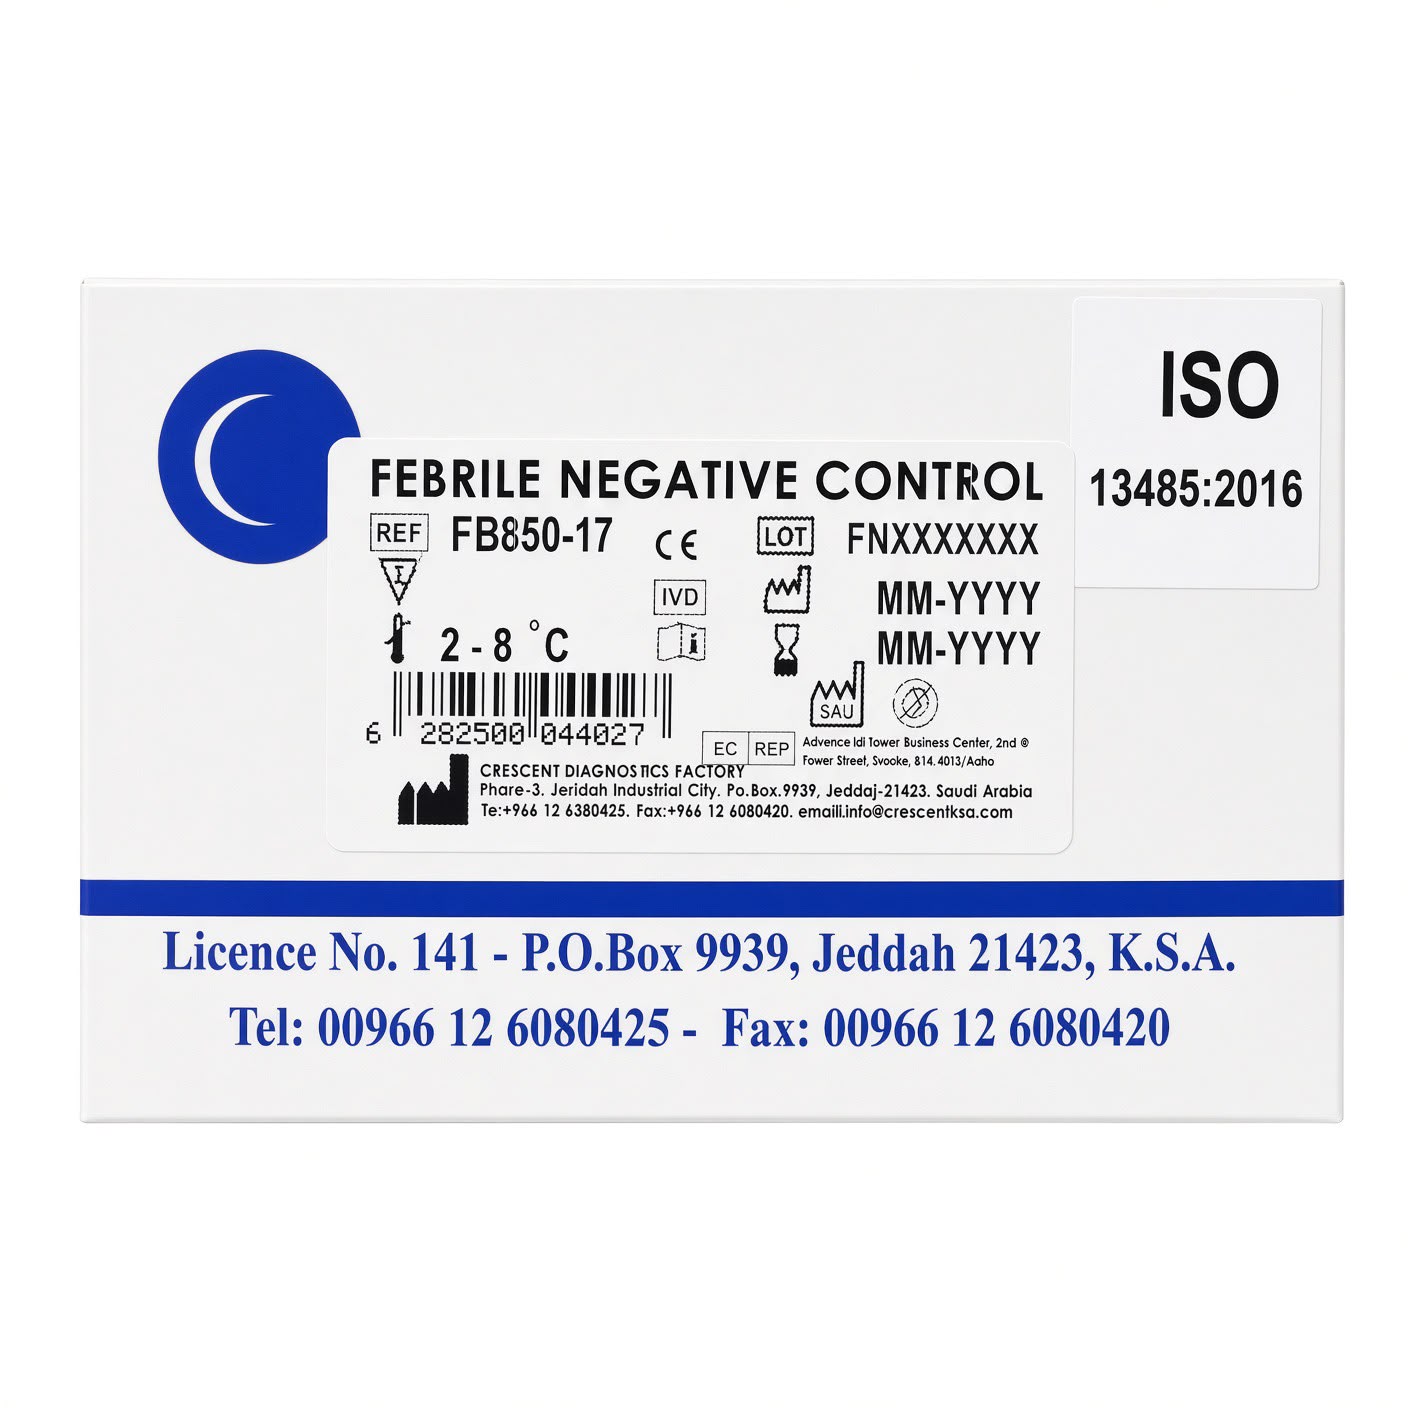 ISO
13485:2016
FEBRILE NEGATIVE CONTROL
REF FB850-17 CE LOT FNXXXXXXX
IVD MM-YYYY
2 - 8 °C MM-YYYY
SAU
6 282500 044027
EC REP Advence Idi Tower Business Center, 2nd
Fower Street, Svooke, 814. 4013/Aaho
CRESCENT DIAGNOSTICS FACTORY
Phare-3. Jeridah Industrial City. Po.Box.9939, Jeddaj-21423. Saudi Arabia
Te:+966 12 6380425. Fax:+966 12 6080420. emaili.info@crescentksa.com
Licence No. 141 - P.O.Box 9939, Jeddah 21423, K.S.A.
Tel: 00966 12 6080425 - Fax: 00966 12 6080420